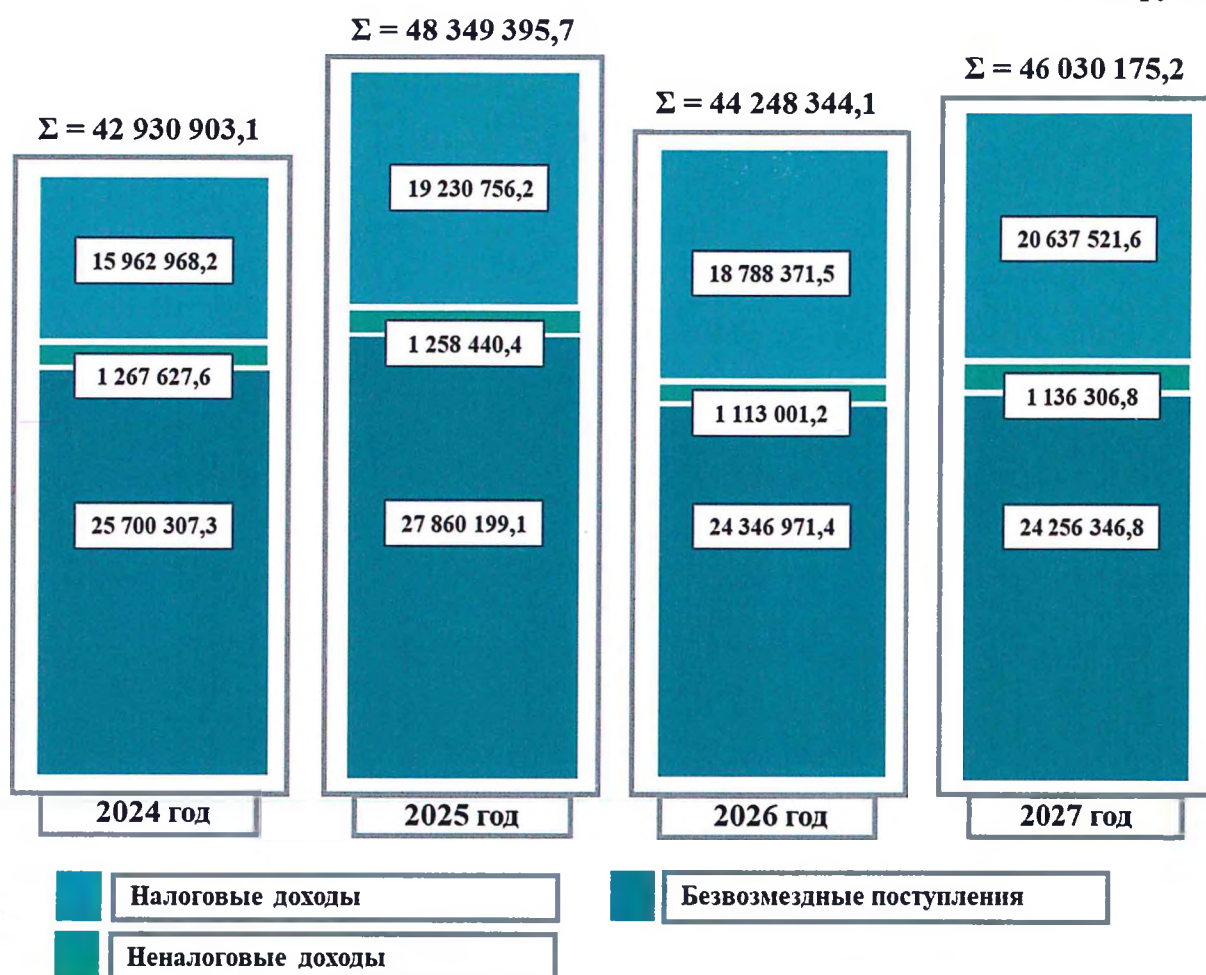 Σ = 48 349 395,7
Σ = 46 030 175,2
Σ = 44 248 344,1
Σ = 42 930 903,1
19 230 756,2
20 637 521,6
15 962 968,2
18 788 371,5
1 258 440,4
1 267 627,6
1 136 306,8
1 113 001,2
25 700 307,3
27 860 199,1
24 346 971,4
24 256 346,8
2024 год
2025 год
2026 год
2027 год
Налоговые доходы
Безвозмездные поступления
Неналоговые доходы